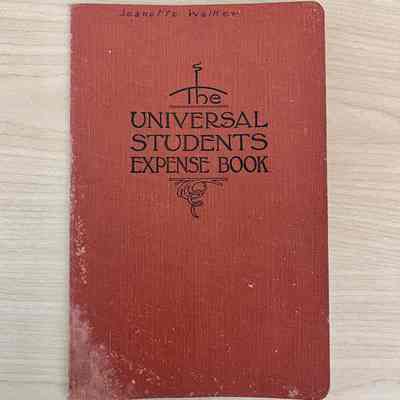 Jeanette Walker
The
UNIVERSAL
STUDENTS
EXPENSE BOOK